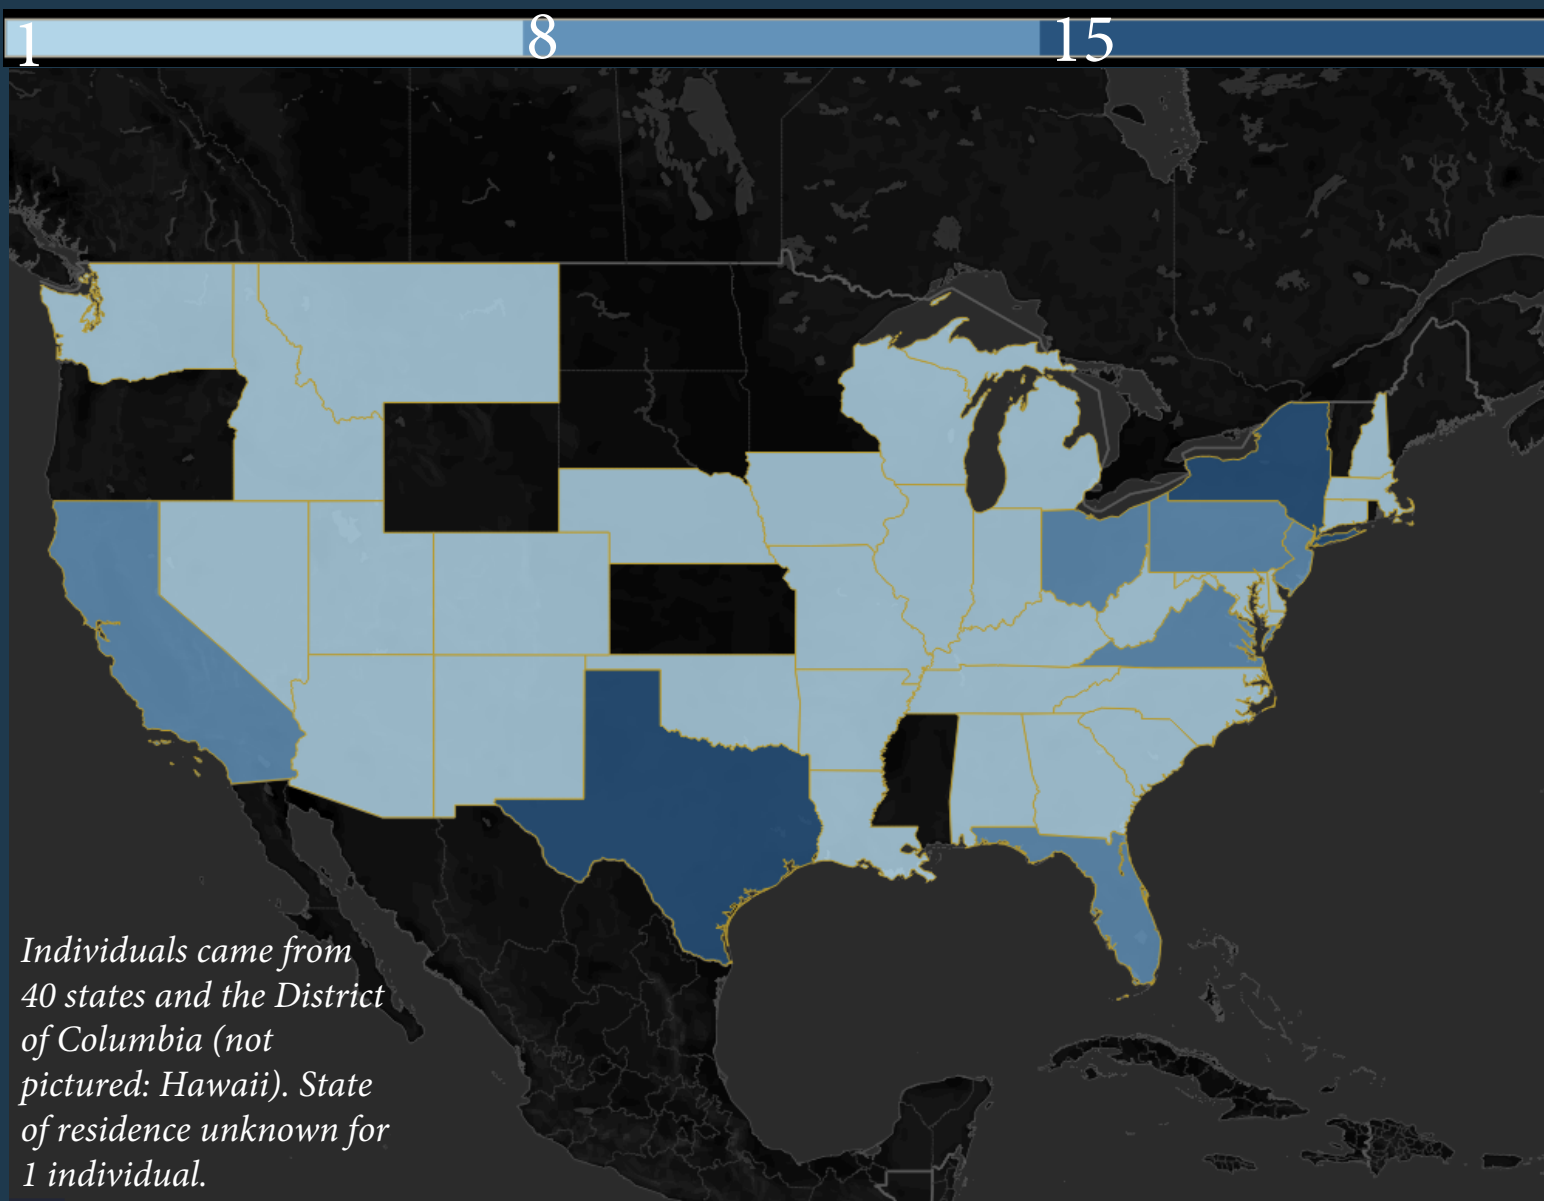 1 8 15
Individuals came from
40 states and the District
of Columbia (not
pictured: Hawaii). State
of residence unknown for
1 individual.